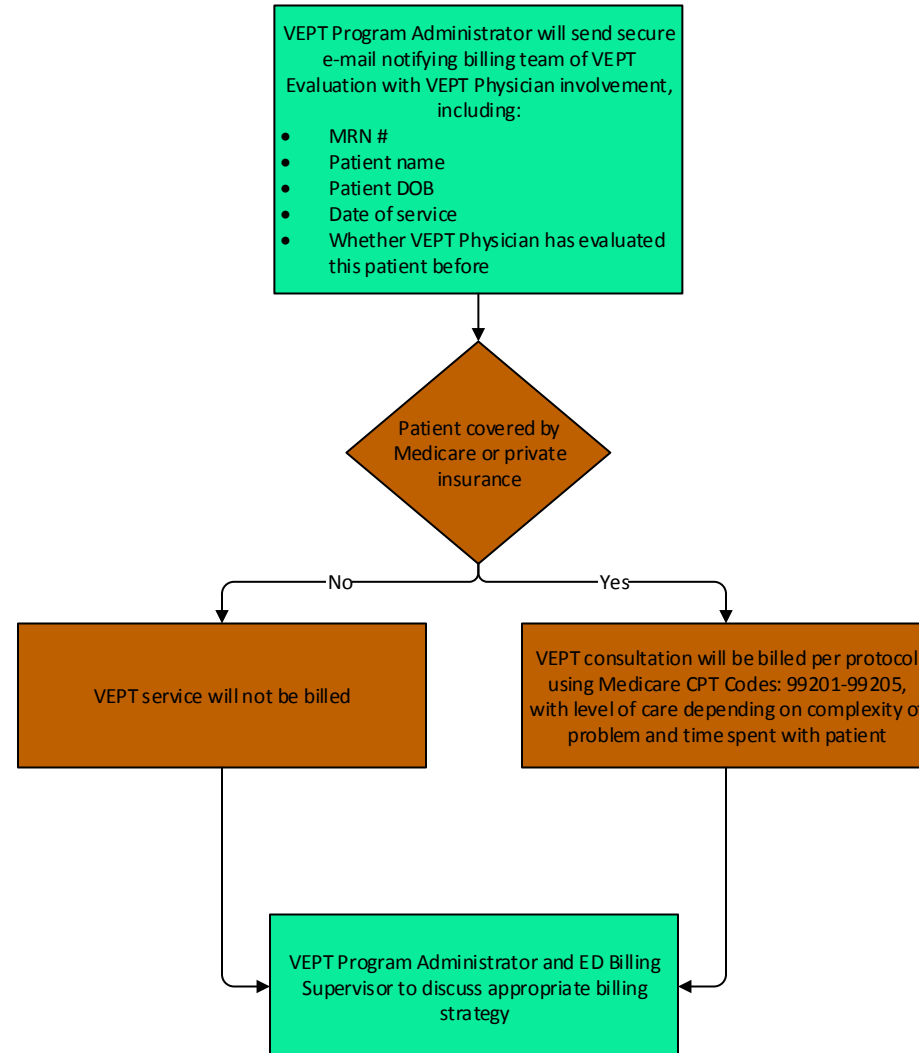 VEPT Program Administrator will send secure
e-mail notifying billing team of VEPT
Evaluation with VEPT Physician involvement,
including:
• MRN #
• Patient name
• Patient DOB
• Date of service
• Whether VEPT Physician has evaluated
this patient before
Patient covered by
Medicare or private
insurance
No
Yes
VEPT service will not be billed
VEPT consultation will be billed per protocol
using Medicare CPT Codes: 99201-99205,
with level of care depending on complexity of
problem and time spent with patient
VEPT Program Administrator and ED Billing
Supervisor to discuss appropriate billing
strategy